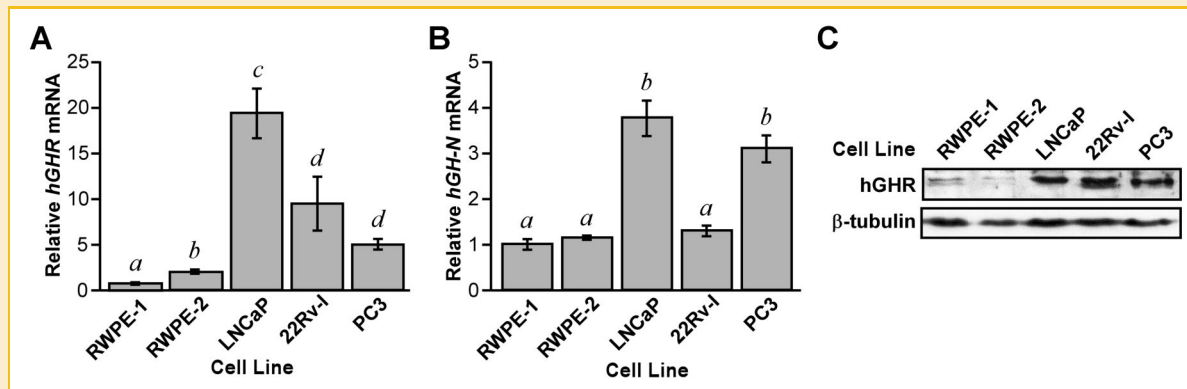 A
Relative hGHR mRNA
25
20
15
10
5
0
a
b
c
d
d
RWPE-1
RWPE-2
LNCaP
22Rv-I
PC3
Cell Line
B
Relative hGH-N mRNA
5
4
3
2
1
0
a
a
b
a
b
RWPE-1
RWPE-2
LNCaP
22Rv-I
PC3
Cell Line
C
Cell Line
RWPE-1
RWPE-2
LNCaP
22Rv-I
PC3
hGHR
β-tubulin